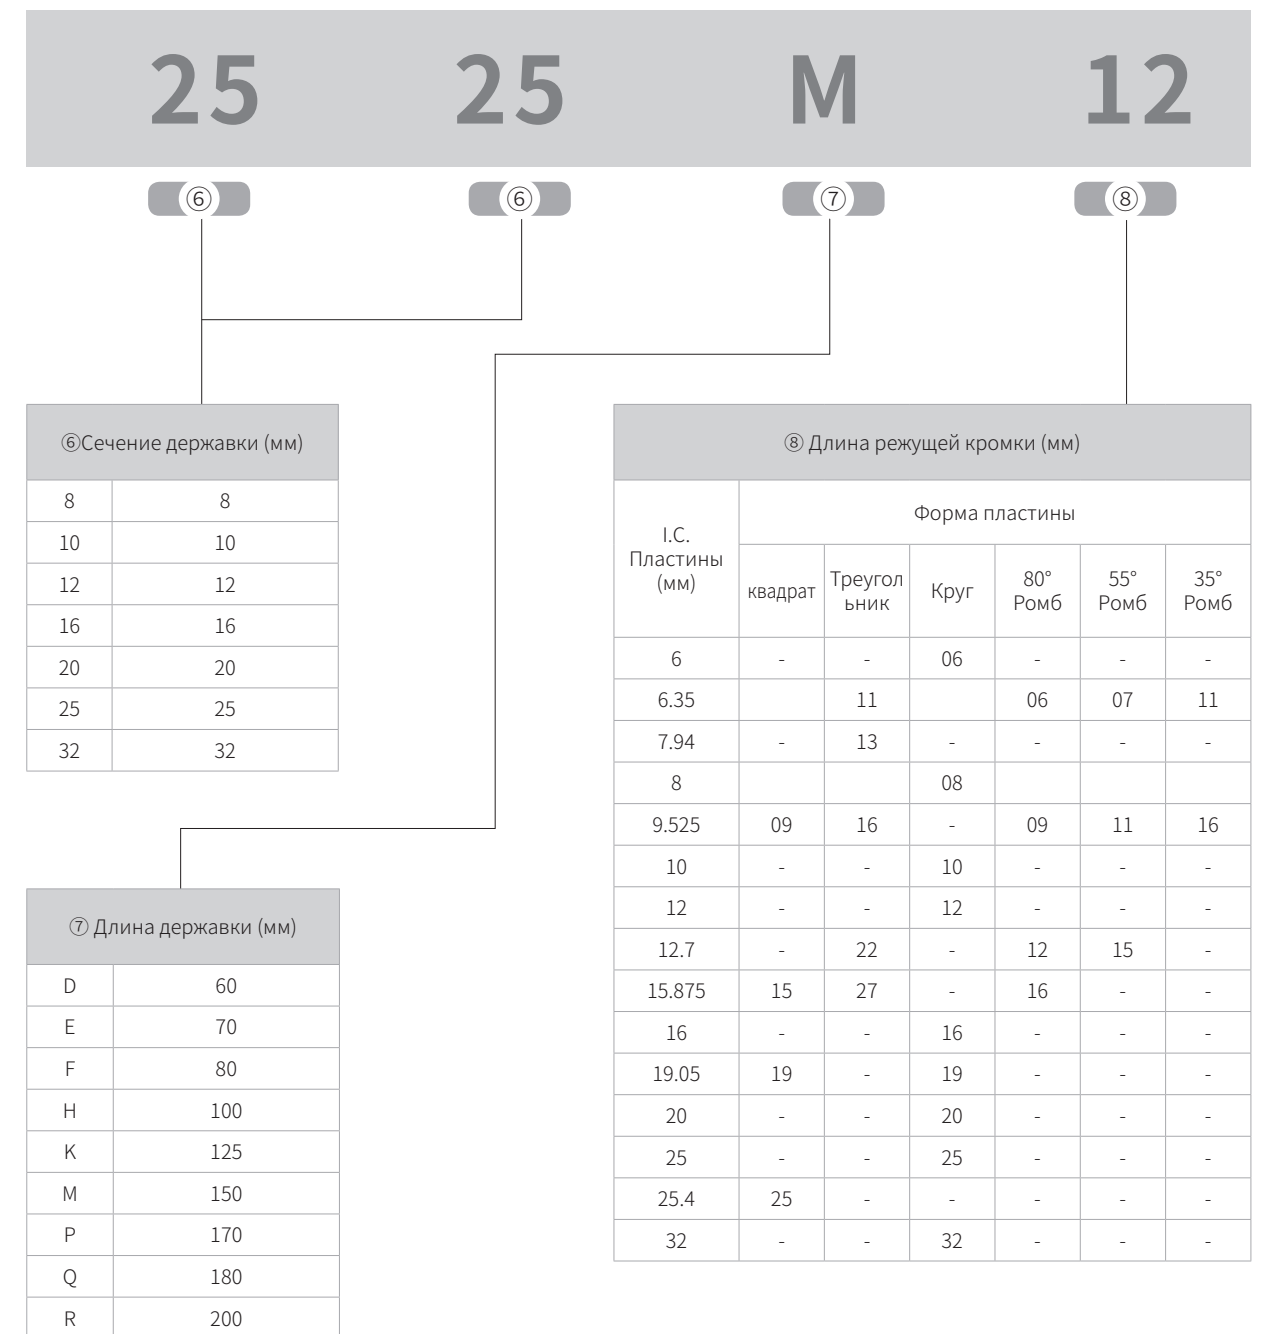 25 25 M 12
⑥ ⑥ ⑦ ⑧
⑥Сечение державки (мм)
8 8
10 10
12 12
16 16
20 20
25 25
32 32
⑦ Длина державки (мм)
D 60
E 70
F 80
H 100
K 125
M 150
P 170
Q 180
R 200
⑧ Длина режущей кромки (мм)
I.C.
Пластины
(мм)
Форма пластины
квадрат
Треугол
ьник
Круг
80°
Ромб
55°
Ромб
35°
Ромб
6 - - 06 - - -
6.35 11 06 07 11
7.94 - 13 - - - -
8 08
9.525 09 16 - 09 11 16
10 - - 10 - - -
12 - - 12 - - -
12.7 - 22 - 12 15 -
15.875 15 27 - 16 - -
16 - - 16 - - -
19.05 19 - 19 - - -
20 - - 20 - - -
25 - - 25 - - -
25.4 25 - - - - -
32 - - 32 - - -